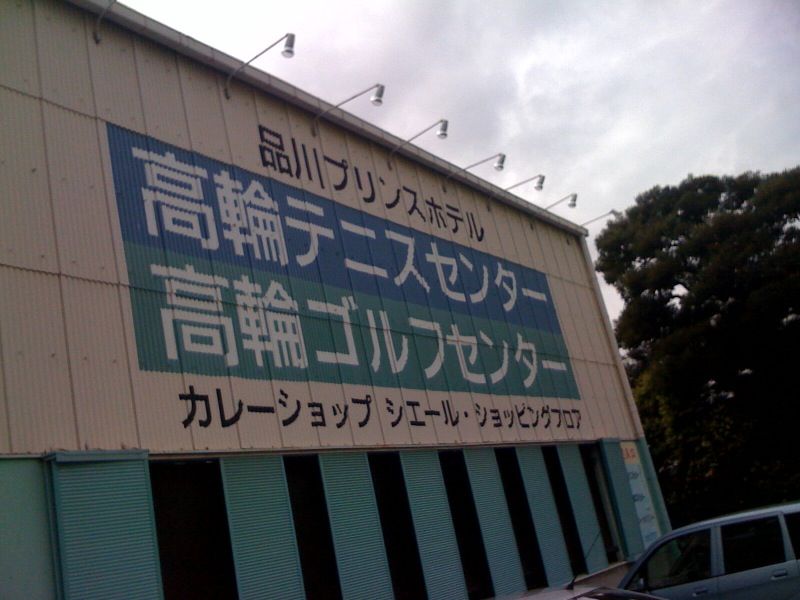 品川プリンスホテル
高輪テニスセンター
高輪ゴルフセンター
カレーショップ シエール・ショッピングフロア